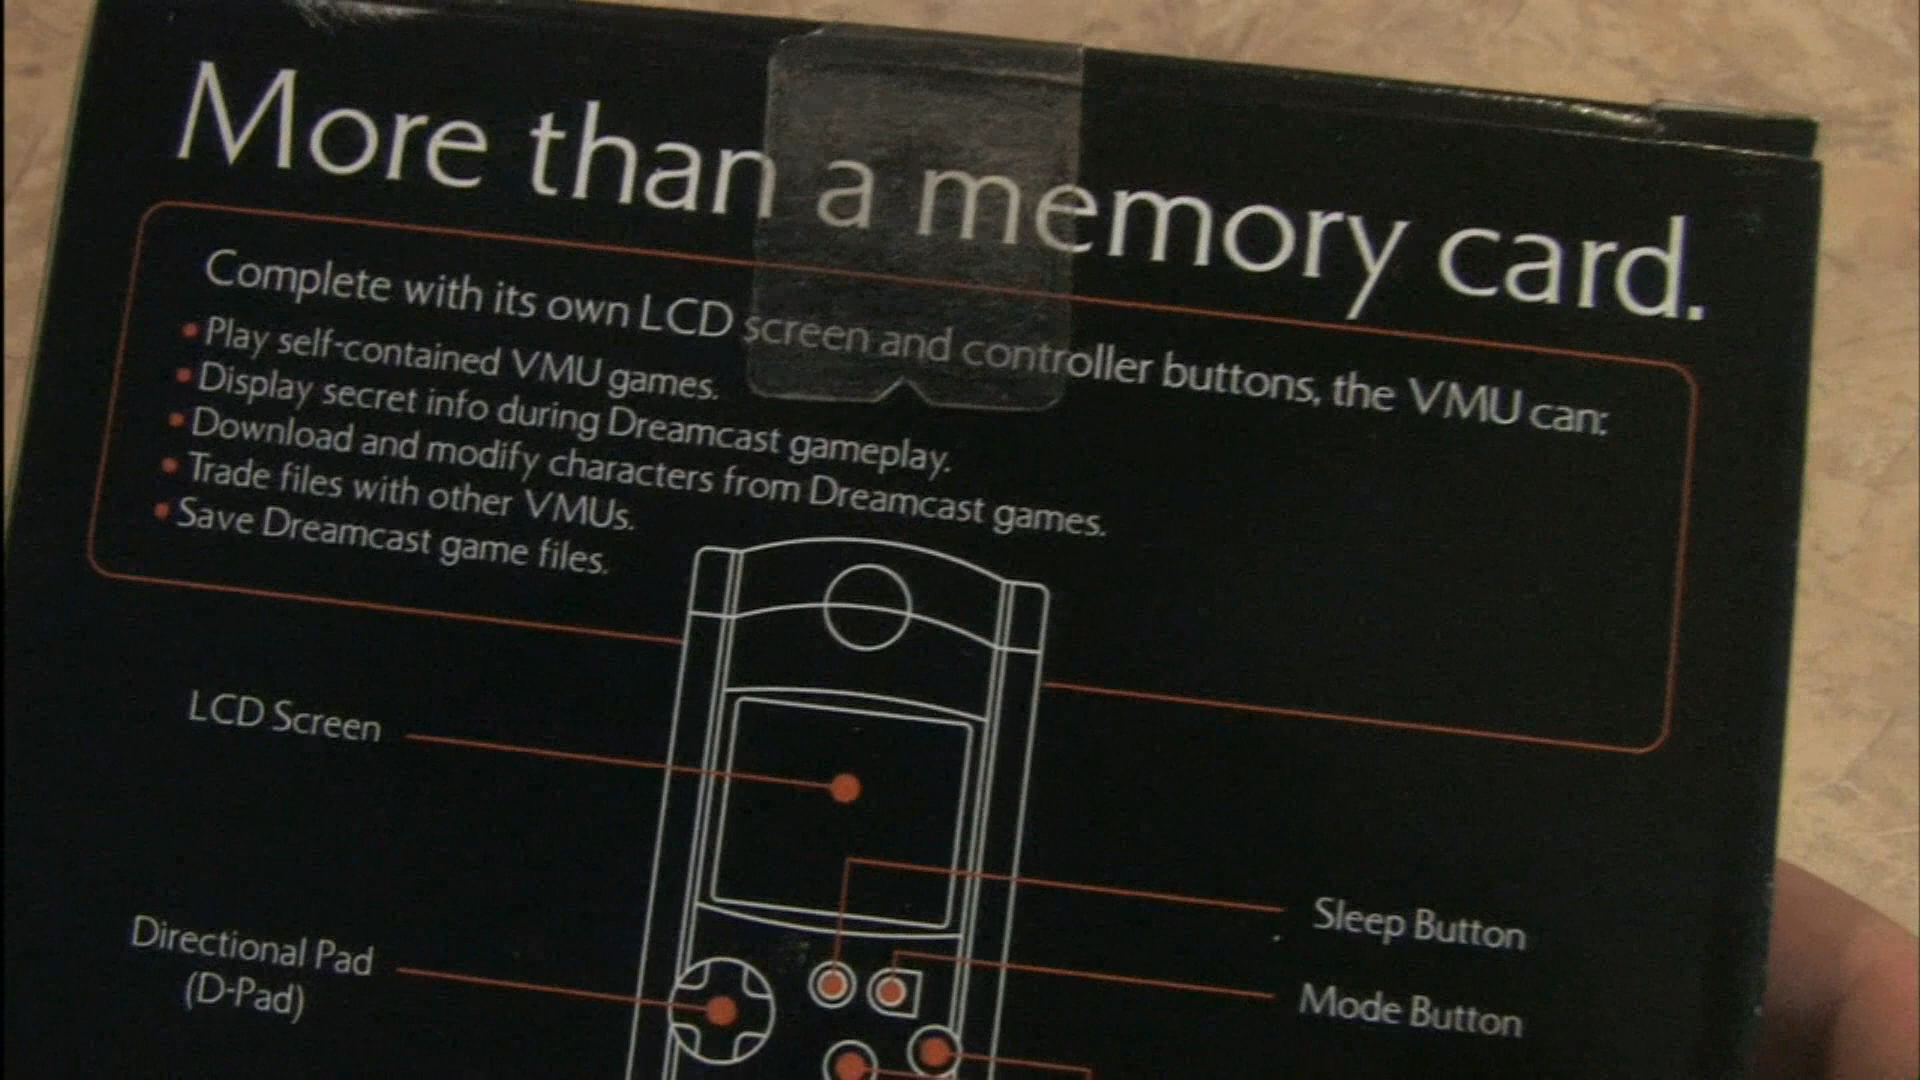 More than a memory card.
Complete with its own LCD screen and controller buttons, the VMU can:
• Play self-contained VMU games.
• Display secret info during Dreamcast gameplay.
• Download and modify characters from Dreamcast games.
• Trade files with other VMUs.
• Save Dreamcast game files.
LCD Screen
Sleep Button
Directional Pad
(D-Pad)
Mode Button